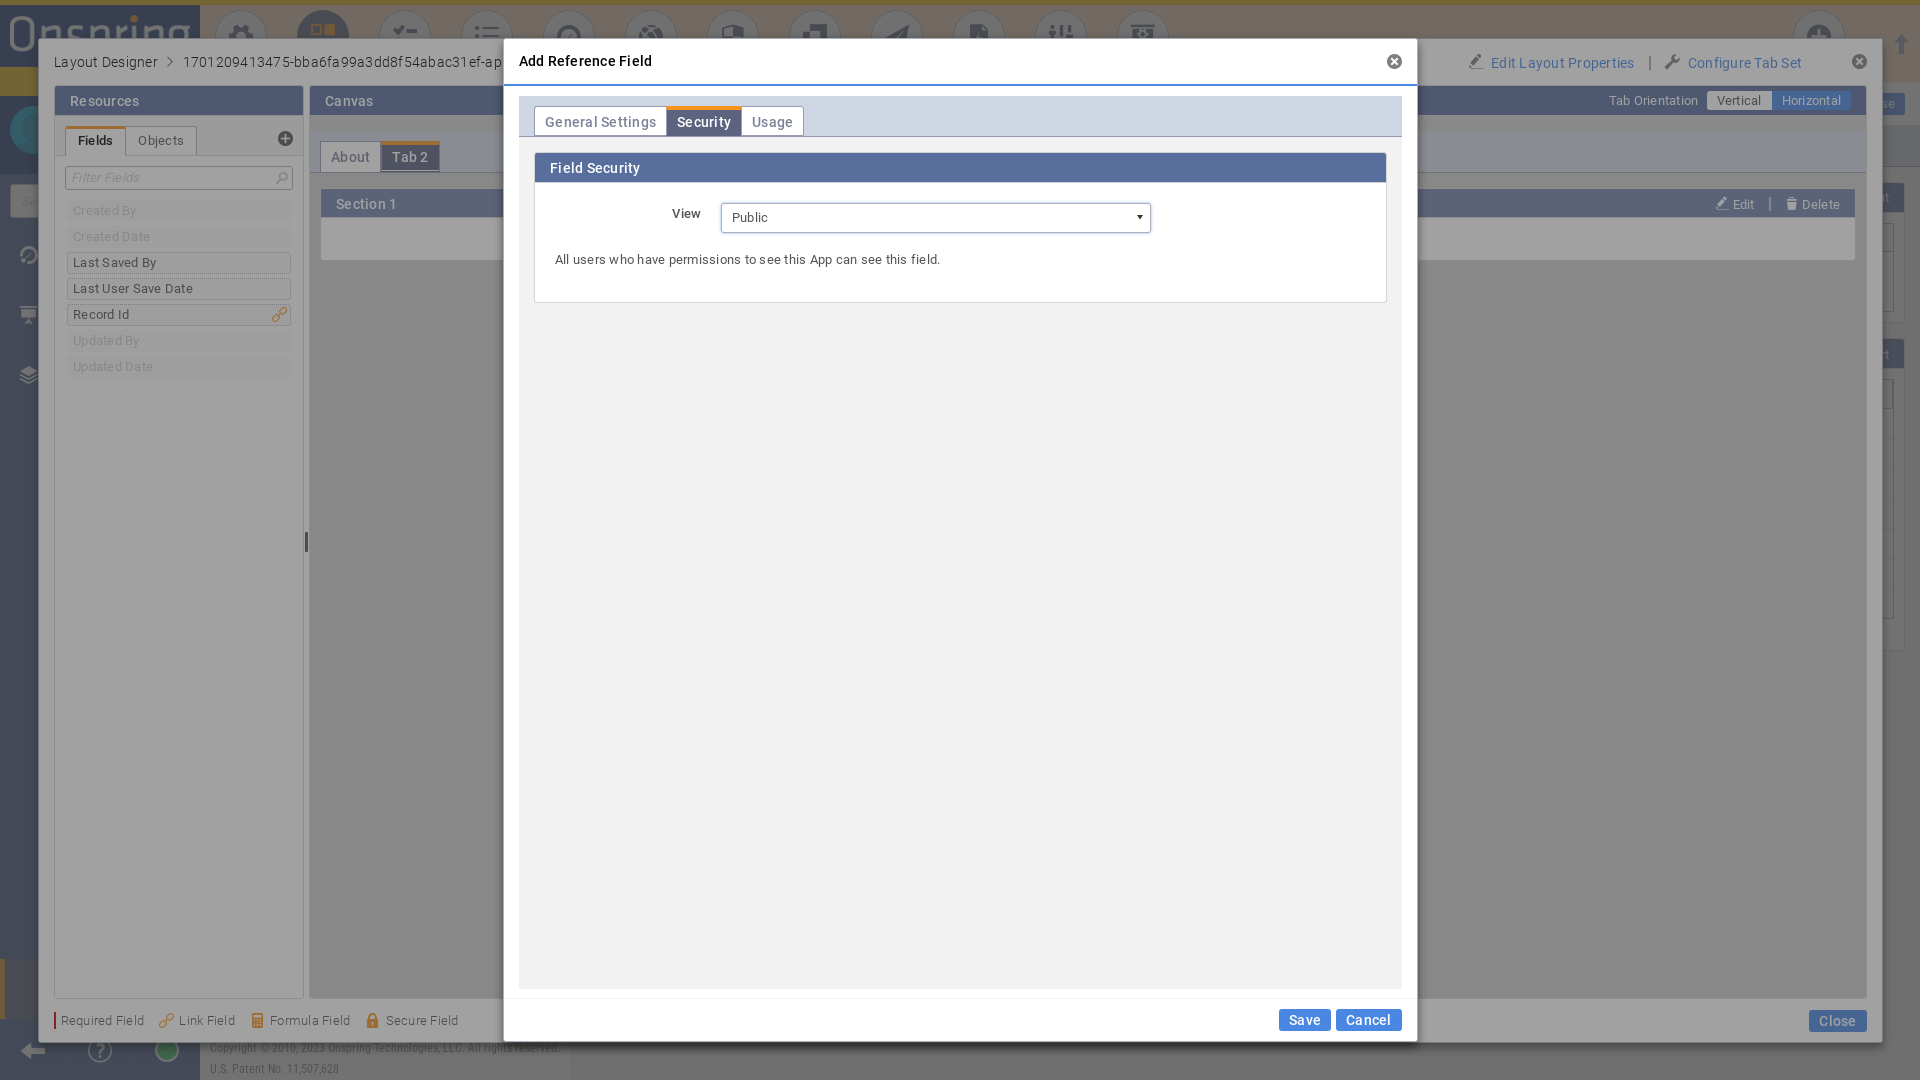 Onspring
Layout Designer > 1701209413475-bba6fa99a3dd8f54abac31ef-ap
Add Reference Field
Edit Layout Properties | Configure Tab Set
Resources
Canvas
Tab Orientation Vertical Horizontal
Fields Objects
General Settings Security Usage
About Tab 2
Filter Fields
Field Security
Section 1
Edit | Delete
View Public
All users who have permissions to see this App can see this field.
Created By
Created Date
Last Saved By
Last User Save Date
Record Id
Updated By
Updated Date
Required Field Link Field Formula Field Secure Field
Save Cancel
Close
Copyright © 2010, 2023 Onspring Technologies, LLC. All rights reserved.
U.S. Patent No. 11,507,628